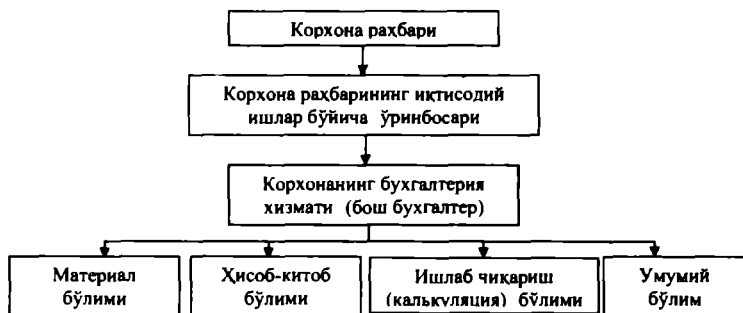 Корхона раҳбари
Корхона раҳбарининг иқтисодий
ишлар бўйича ўринбосари
Корхонанинг бухгалтерия
хизмати (бош бухгалтер)
Материал
бўлими
Ҳисоб-китоб
бўлими
Ишлаб чиқариш
(калькуляция) бўлими
Умумий
бўлим